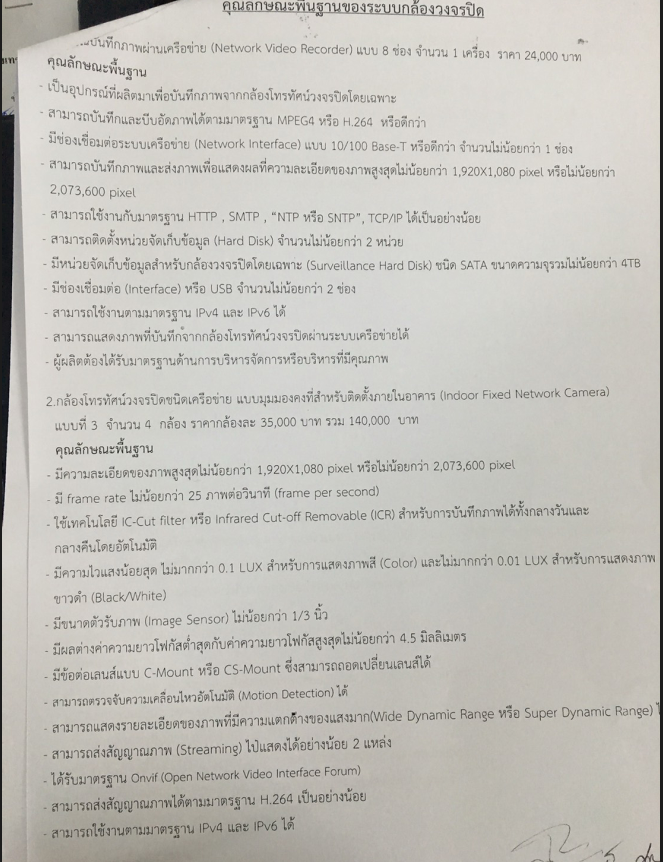 คุณลักษณะพื้นฐานของระบบกล้องวงจรปิด
บันทึกภาพผ่านเครือข่าย (Network Video Recorder) แบบ 8 ช่อง จำนวน 1 เครื่อง ราคา 24,000 บาท
คุณลักษณะพื้นฐาน
- เป็นอุปกรณ์ที่ผลิตมาเพื่อบันทึกภาพจากกล้องโทรทัศน์วงจรปิดโดยเฉพาะ
- สามารถบันทึกและบีบอัดภาพได้ตามมาตรฐาน MPEG4 หรือ H.264 หรือดีกว่า
- มีช่องเชื่อมต่อระบบเครือข่าย (Network Interface) แบบ 10/100 Base-T หรือดีกว่า จำนวนไม่น้อยกว่า 1 ช่อง
- สามารถบันทึกภาพและส่งภาพเพื่อแสดงผลที่ความละเอียดของภาพสูงสุดไม่น้อยกว่า 1,920X1,080 pixel หรือไม่น้อยกว่า
2,073,600 pixel
- สามารถใช้งานกับมาตรฐาน HTTP , SMTP , "NTP หรือ SNTP", TCP/IP ได้เป็นอย่างน้อย
- สามารถติดตั้งหน่วยจัดเก็บข้อมูล (Hard Disk) จำนวนไม่น้อยกว่า 2 หน่วย
- มีหน่วยจัดเก็บข้อมูลสำหรับกล้องวงจรปิดโดยเฉพาะ (Surveillance Hard Disk) ชนิด SATA ขนาดความจุรวมไม่น้อยกว่า 4TB
- มีช่องเชื่อมต่อ (Interface) หรือ USB จำนวนไม่น้อยกว่า 2 ช่อง
- สามารถใช้งานตามมาตรฐาน IPv4 และ IPv6 ได้
- สามารถแสดงภาพที่บันทึกจากกล้องโทรทัศน์วงจรปิดผ่านระบบเครือข่ายได้
- ผู้ผลิตต้องได้รับมาตรฐานด้านการบริหารจัดการหรือบริหารที่มีคุณภาพ
2.กล้องโทรทัศน์วงจรปิดชนิดเครือข่าย แบบมุมมองคงที่สำหรับติดตั้งภายในอาคาร (Indoor Fixed Network Camera)
แบบที่ 3 จำนวน 4 กล้อง ราคากล้องละ 35,000 บาท รวม 140,000 บาท
คุณลักษณะพื้นฐาน
- มีความละเอียดของภาพสูงสุดไม่น้อยกว่า 1,920X1,080 pixel หรือไม่น้อยกว่า 2,073,600 pixel
- มี frame rate ไม่น้อยกว่า 25 ภาพต่อวินาที (frame per second)
- ใช้เทคโนโลยี IC-Cut filter หรือ Infrared Cut-off Removable (ICR) สำหรับการบันทึกภาพได้ทั้งกลางวันและ
กลางคืนโดยอัตโนมัติ
- มีความไวแสงน้อยสุด ไม่มากกว่า 0.1 LUX สำหรับการแสดงภาพสี (Color) และไม่มากกว่า 0.01 LUX สำหรับการแสดงภาพ
ขาวดำ (Black/White)
- มีขนาดตัวรับภาพ (Image Sensor) ไม่น้อยกว่า 1/3 นิ้ว
- มีผลต่างค่าความยาวโฟกัสต่ำสุดกับค่าความยาวโฟกัสสูงสุดไม่น้อยกว่า 4.5 มิลลิเมตร
- มีข้อต่อเลนส์แบบ C-Mount หรือ CS-Mount ซึ่งสามารถถอดเปลี่ยนเลนส์ได้
- สามารถตรวจจับความเคลื่อนไหวอัตโนมัติ (Motion Detection) ได้
- สามารถแสดงรายละเอียดของภาพที่มีความแตกต่างของแสงมาก(Wide Dynamic Range หรือ Super Dynamic Range)
- สามารถส่งสัญญาณภาพ (Streaming) ไปแสดงได้อย่างน้อย 2 แหล่ง
- ได้รับมาตรฐาน Onvif (Open Network Video Interface Forum)
- สามารถส่งสัญญาณภาพได้ตามมาตรฐาน H.264 เป็นอย่างน้อย
- สามารถใช้งานตามมาตรฐาน IPv4 และ IPv6 ได้